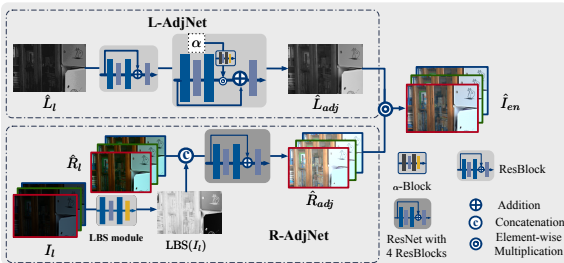 L-AdjNet
α
L̂_l
L̂_adj
Î_en
R̂_l
C
R̂_adj
I_l
LBS module
LBS(I_l)
R-AdjNet
α-Block
ResBlock
ResNet with
4 ResBlocks
Addition
C
Concatenation
Element-wise
Multiplication